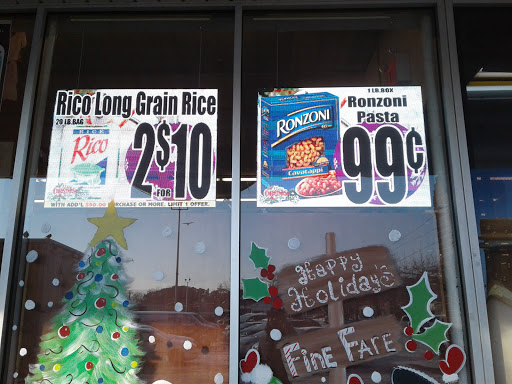 Rico Long Grain Rice
20 LB. BAG
RICH
Rico
2 FOR $10
WITH ADD'L $50.00 PURCHASE OR MORE. LIMIT 1 OFFER.
1 LB. BOX
Ronzoni
Pasta
99¢
RONZONI
Cavatappi
Happy
Holidays
Fine Fare